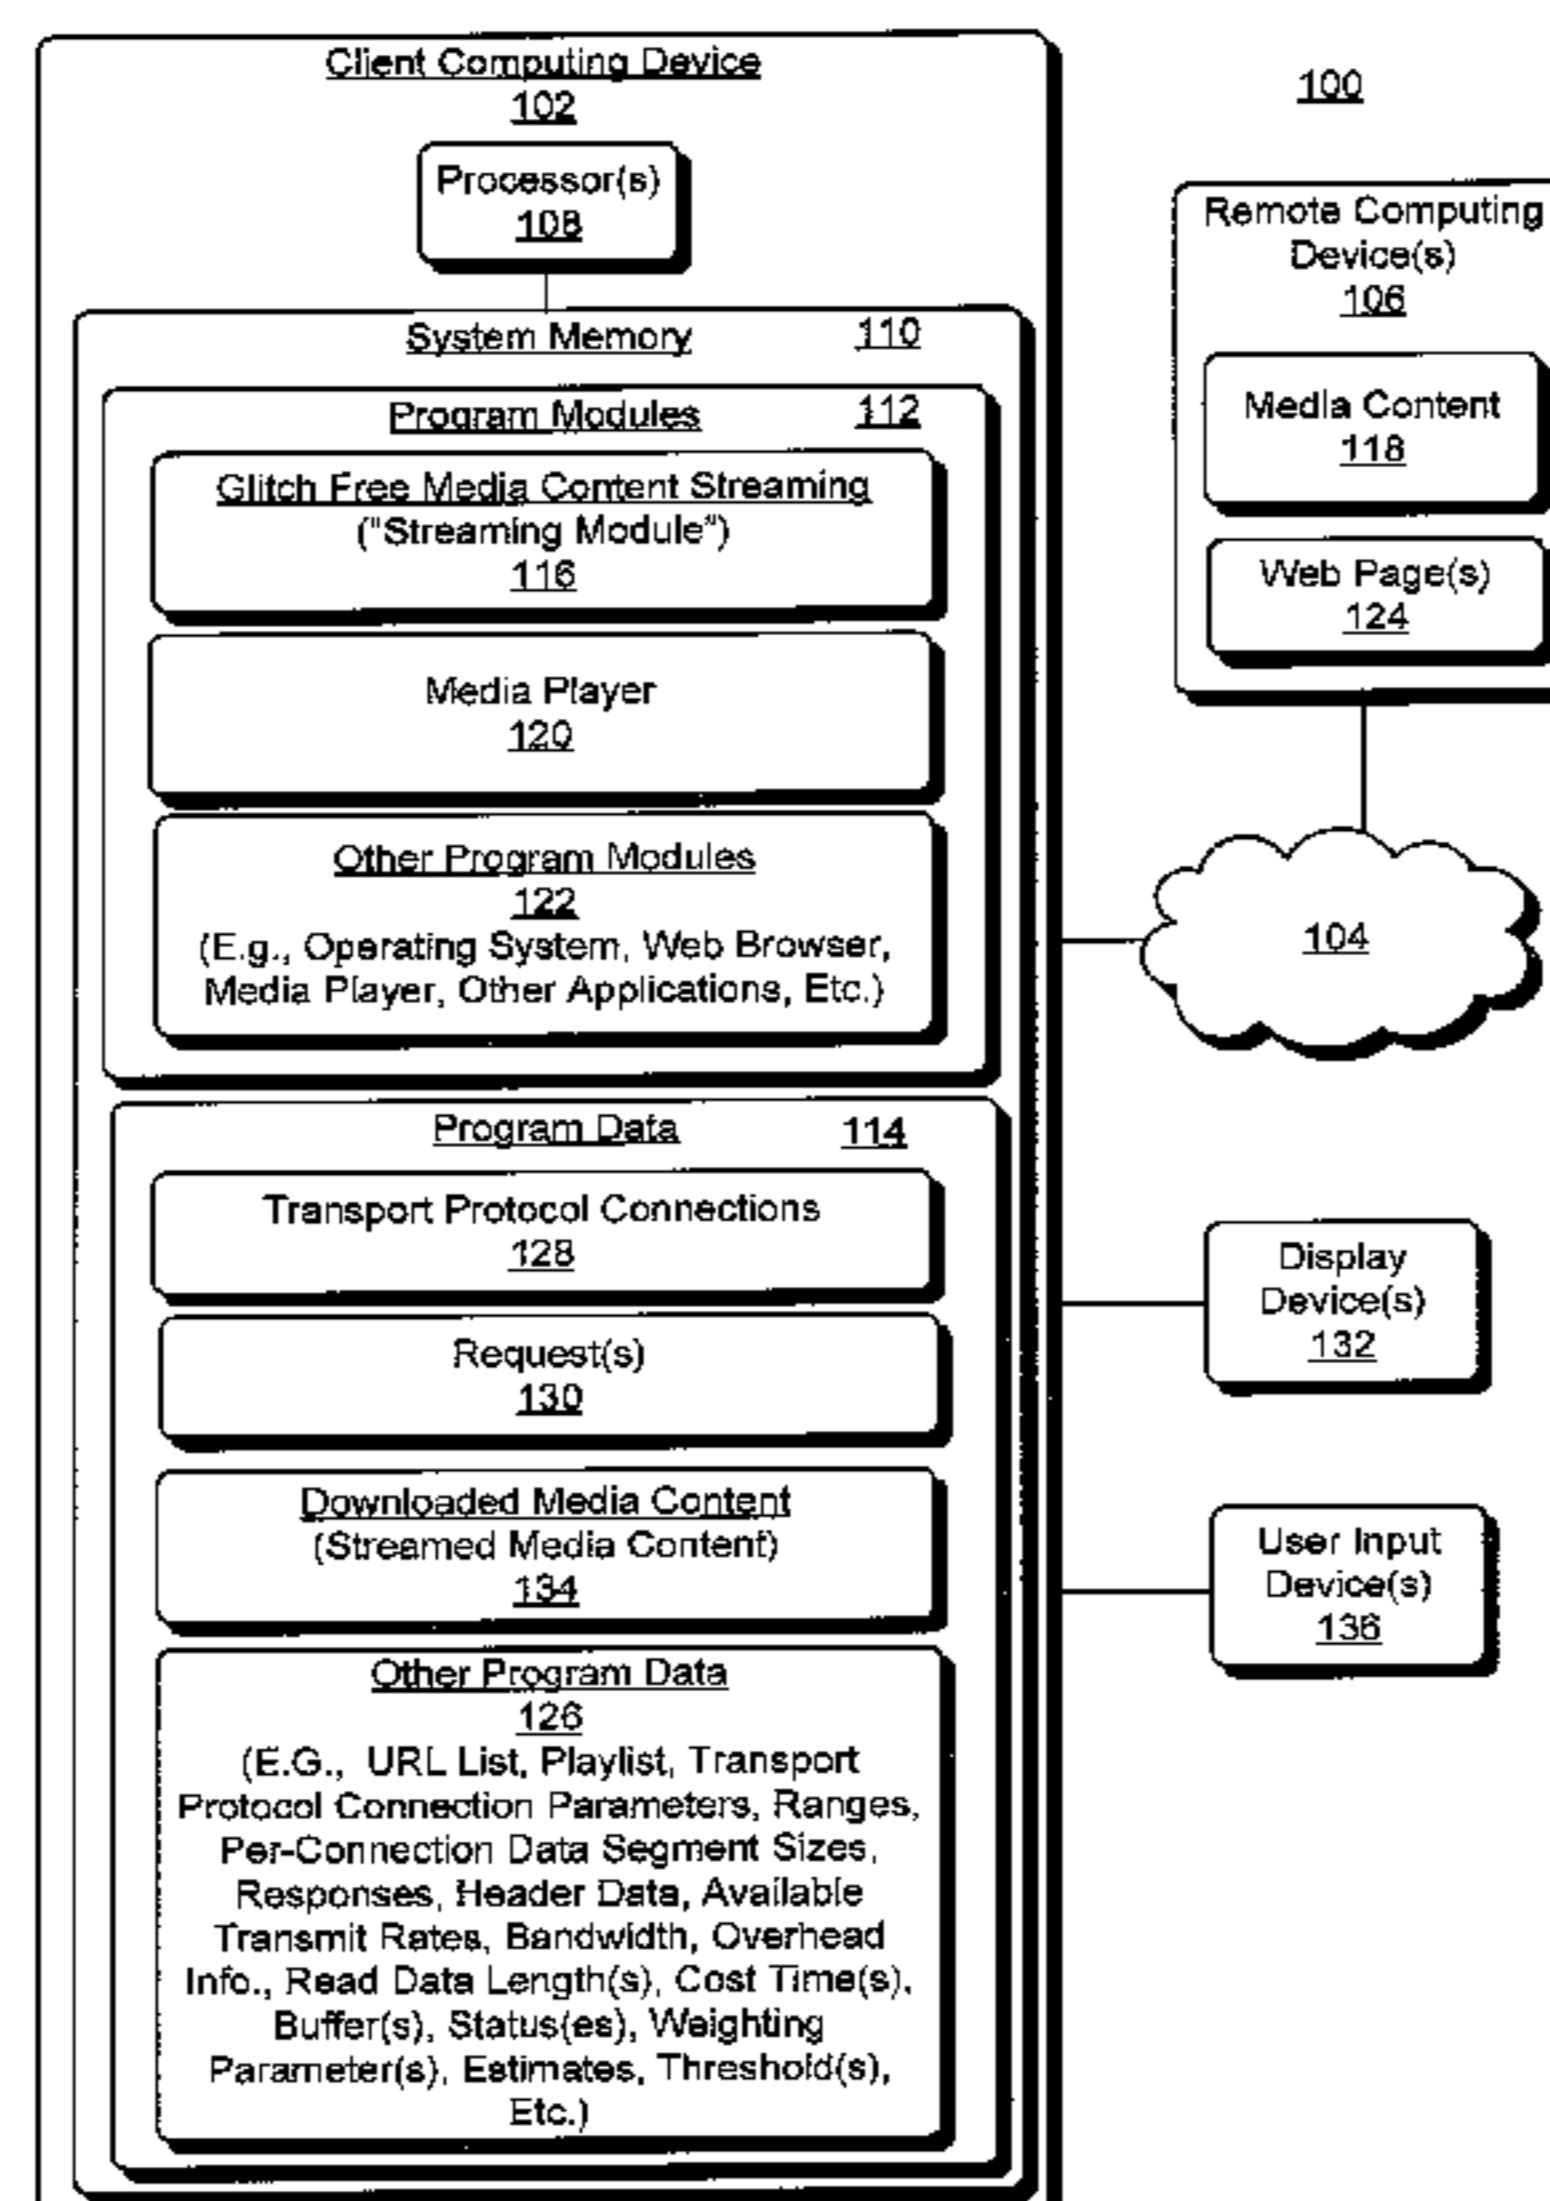 Client Computing Device
102
Processor(s)
108
System Memory 110
Program Modules 112
Glitch Free Media Content Streaming
("Streaming Module")
116
Media Player
120
Other Program Modules
122
(E.g., Operating System, Web Browser,
Media Player, Other Applications, Etc.)
Program Data 114
Transport Protocol Connections
128
Request(s)
130
Downloaded Media Content
(Streamed Media Content)
134
Other Program Data
126
(E.G., URL List, Playlist, Transport
Protocol Connection Parameters, Ranges,
Per-Connection Data Segment Sizes,
Responses, Header Data, Available
Transmit Rates, Bandwidth, Overhead
Info., Read Data Length(s), Cost Time(s),
Buffer(s), Status(es), Weighting
Parameter(s), Estimates, Threshold(s),
Etc.)
100
Remote Computing
Device(s)
106
Media Content
118
Web Page(s)
124
104
Display
Device(s)
132
User Input
Device(s)
136